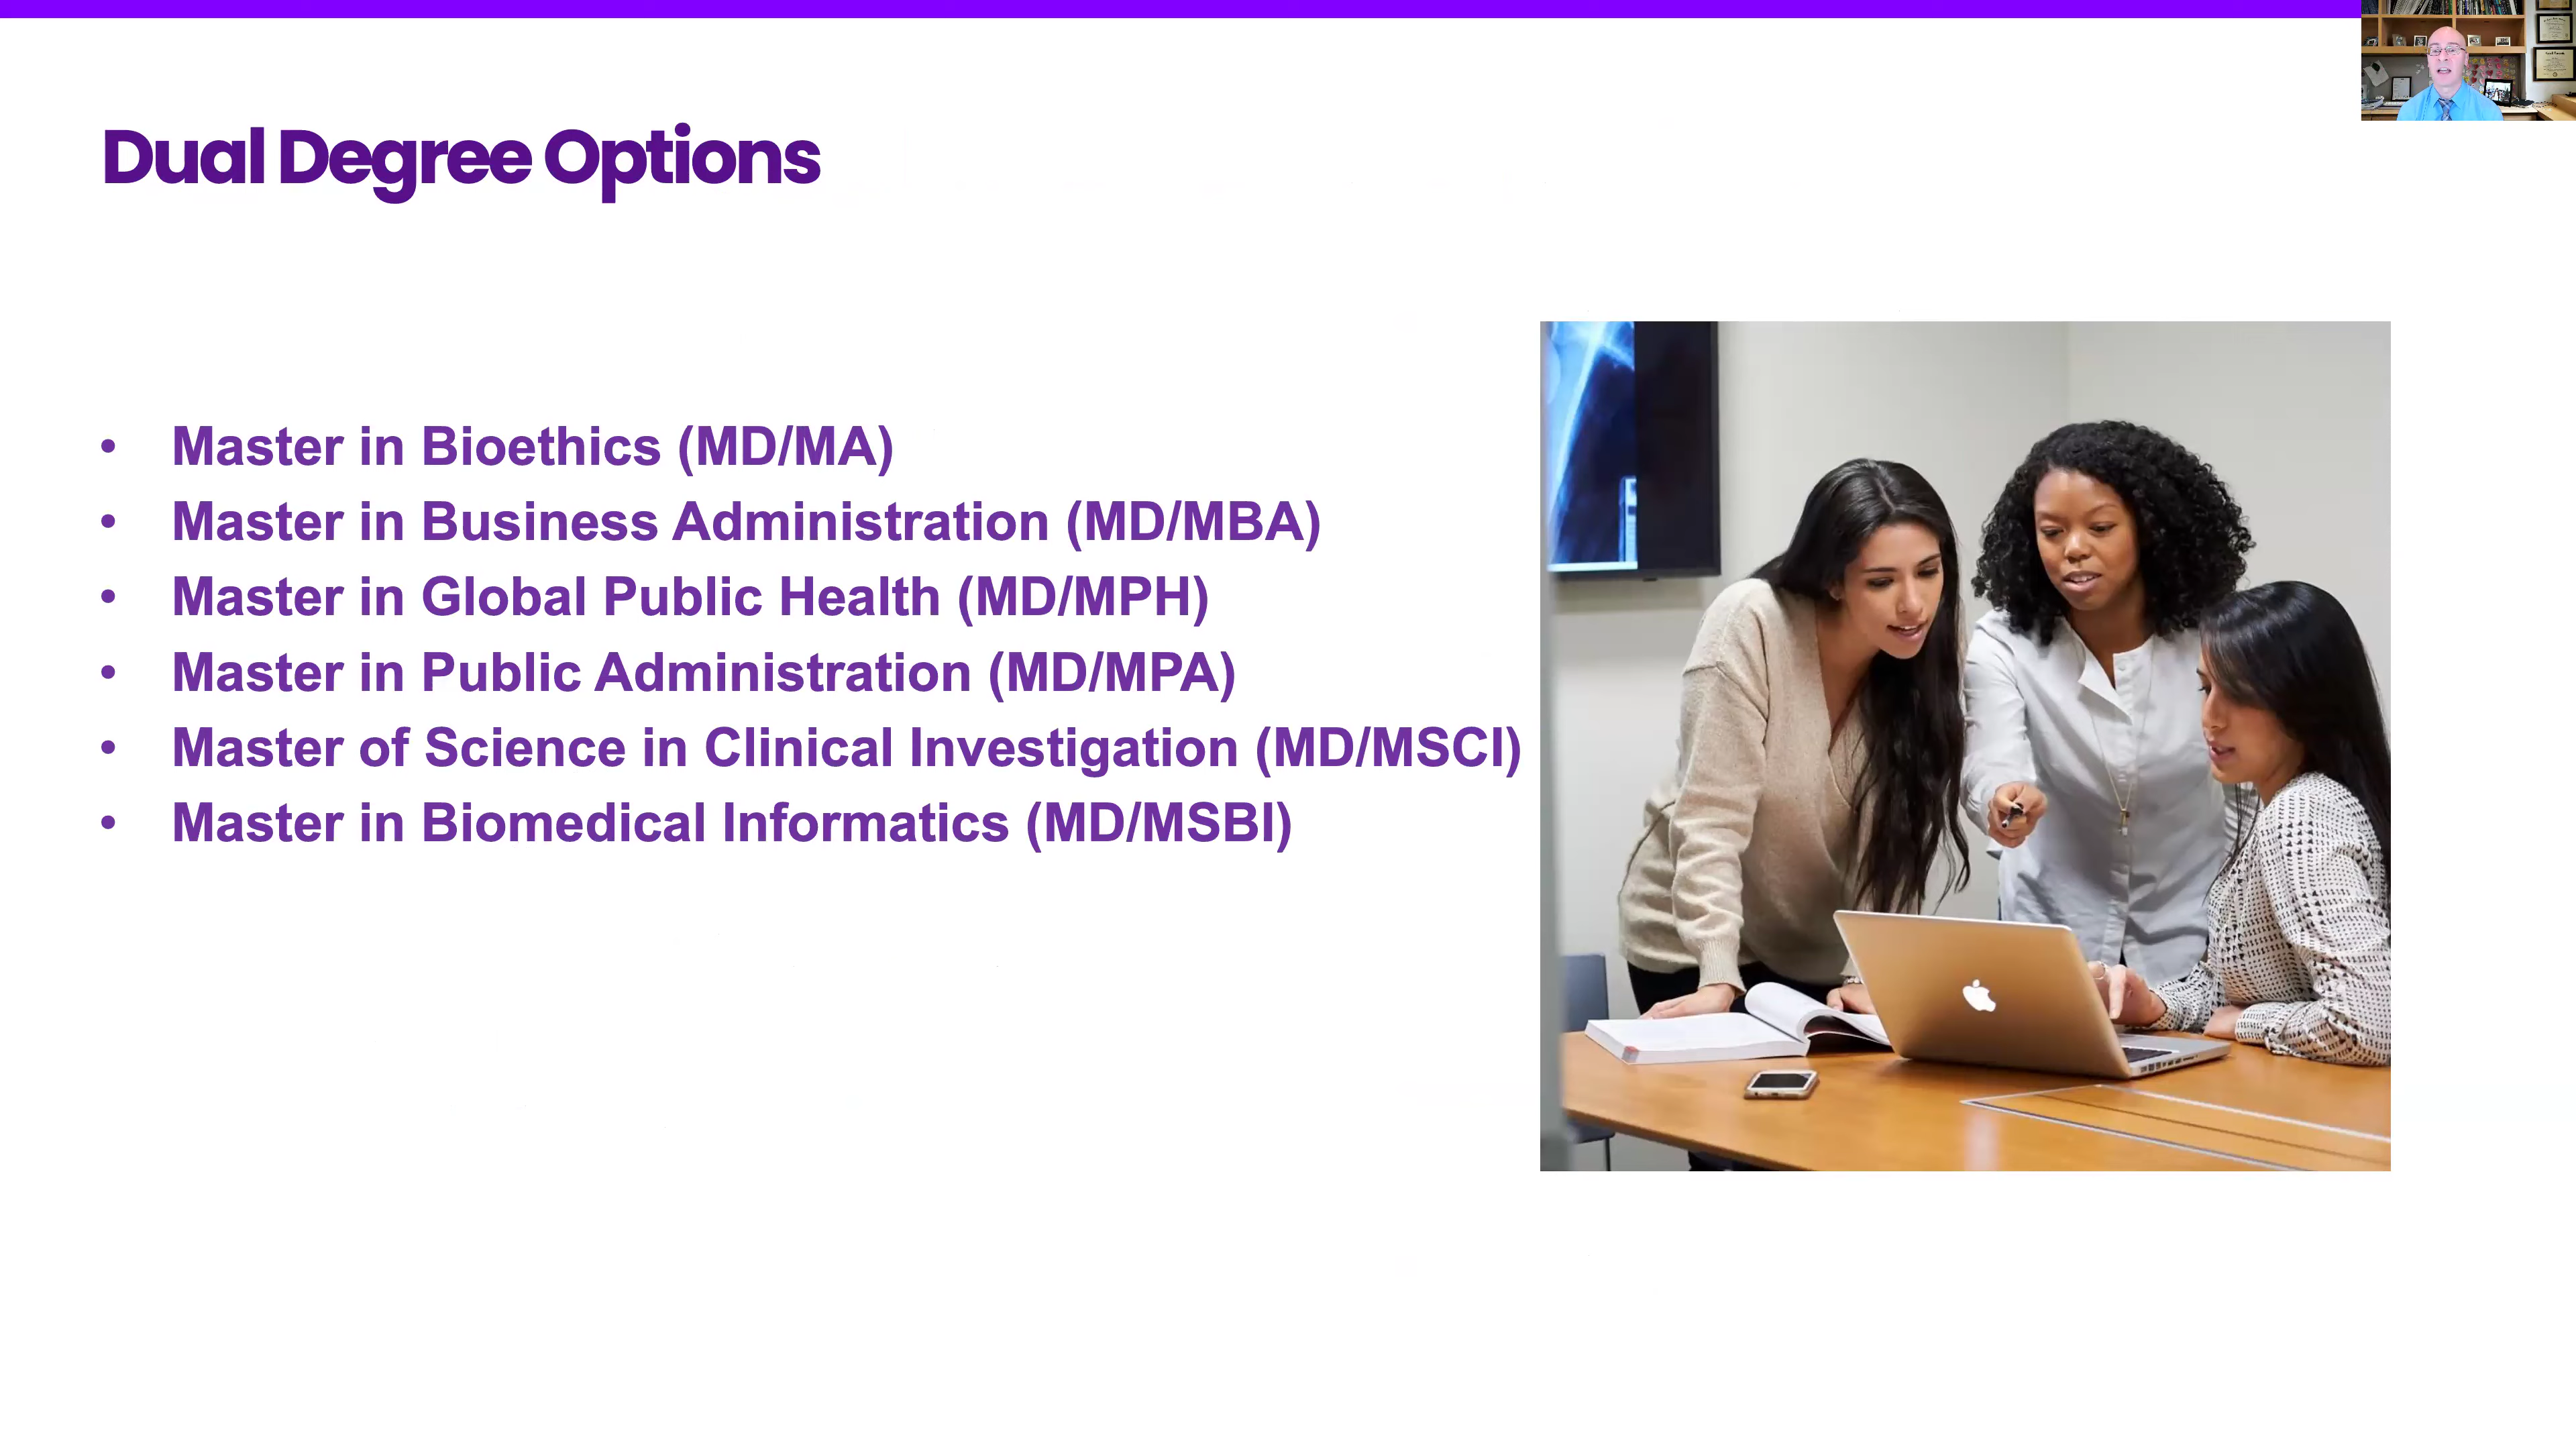 Dual Degree Options
• Master in Bioethics (MD/MA)
• Master in Business Administration (MD/MBA)
• Master in Global Public Health (MD/MPH)
• Master in Public Administration (MD/MPA)
• Master of Science in Clinical Investigation (MD/MSCI)
• Master in Biomedical Informatics (MD/MSBI)